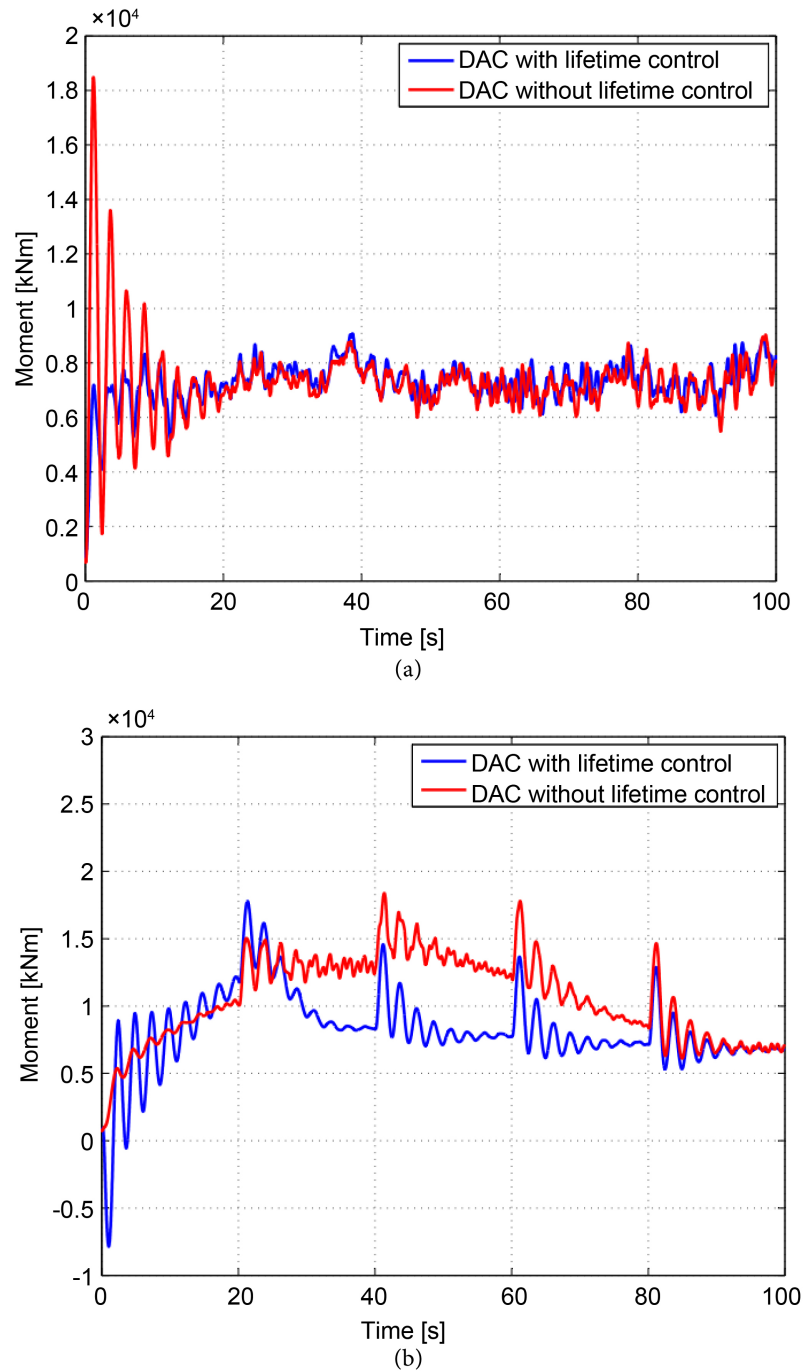 ×10⁴
2
1.8
1.6
1.4
1.2
1
0.8
0.6
0.4
0.2
0
Moment [kNm]
DAC with lifetime control
DAC without lifetime control
0 20 40 60 80 100
Time [s]
(a)
×10⁴
3
2.5
2
1.5
1
0.5
0
-0.5
-1
Moment [kNm]
DAC with lifetime control
DAC without lifetime control
0 20 40 60 80 100
Time [s]
(b)